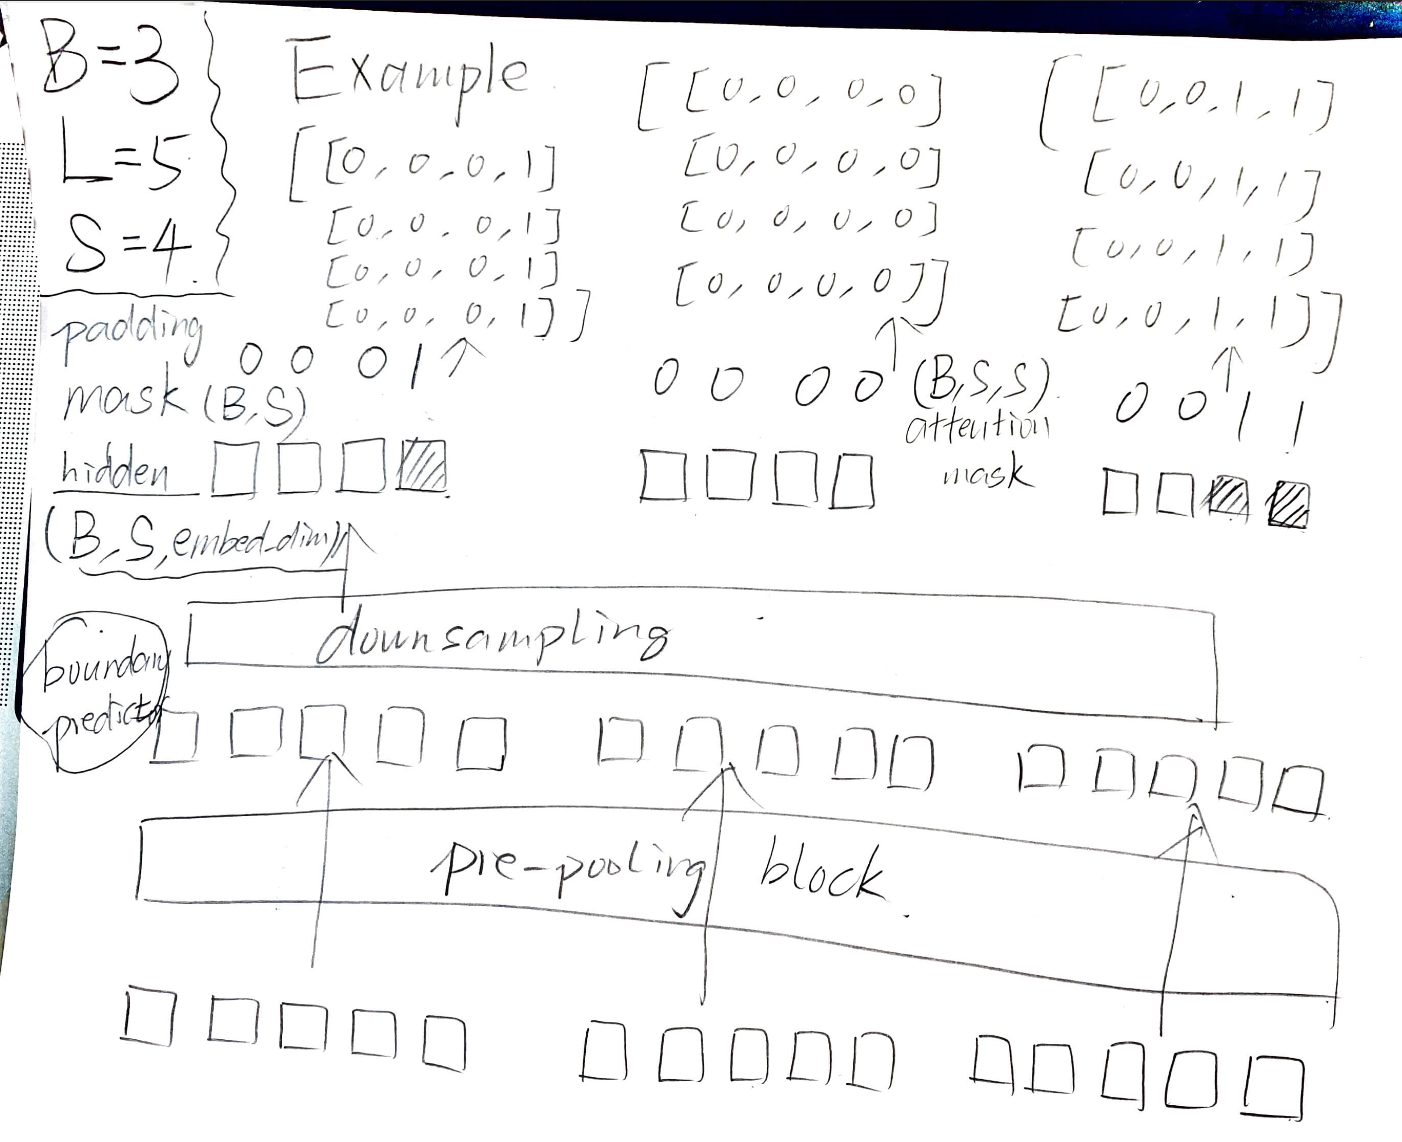 B=3
L=5
S=4
Example
[[0,0,0,1]
[0,0,0,1]
[0,0,0,1]
[0,0,0,1]]
[[0,0,0,0]
[0,0,0,0]
[0,0,0,0]
[0,0,0,0]]
[[0,0,1,1]
[0,0,1,1]
[0,0,1,1]
[0,0,1,1]]
padding
mask (B,S)
0 0 0 1
0 0 0 0
(B,S,S)
attention
mask
0 0 1 1
hidden
(B,S,embed_dim)
downsampling
boundary
predictor
pre-pooling block